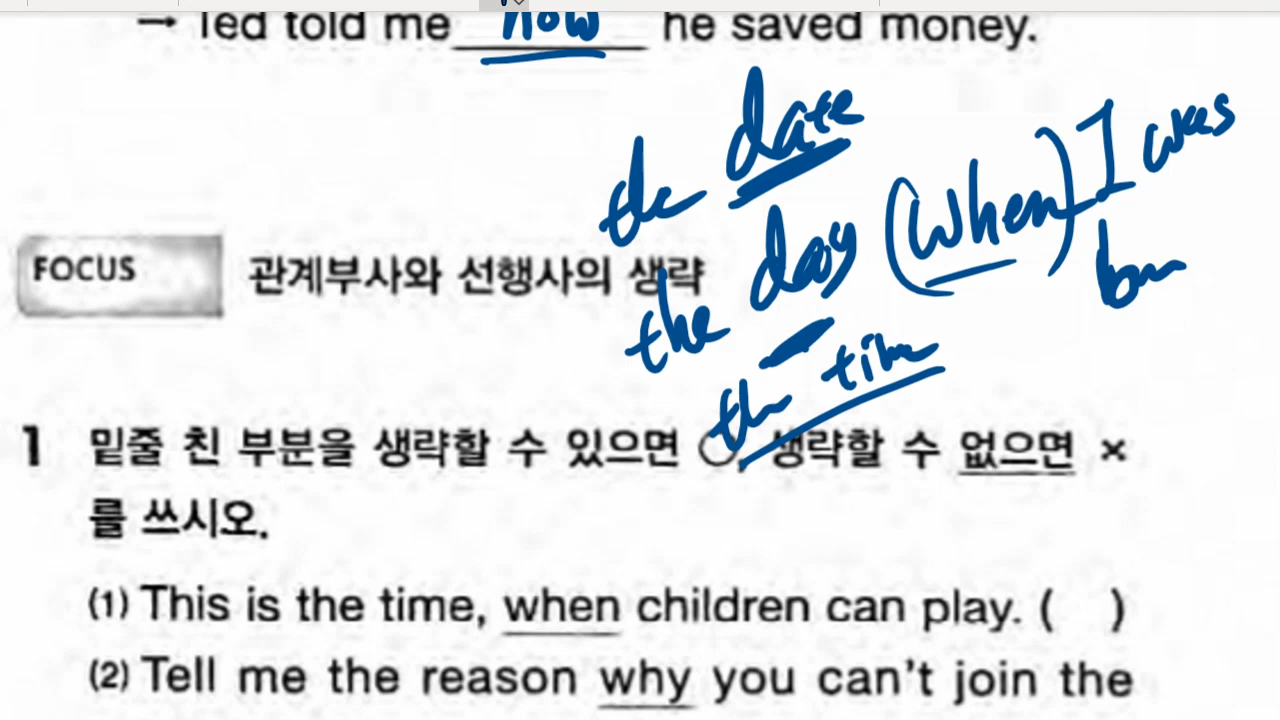 → Ted told me how he saved money.
the date
FOCUS 관계부사와 선행사의 생략
the day (when) I was
the time
1 밑줄 친 부분을 생략할 수 있으면 ○, 생략할 수 없으면 ×
를 쓰시오.
(1) This is the time, when children can play. ( )
(2) Tell me the reason why you can't join the